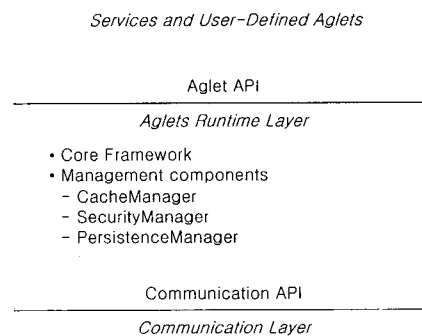 Services and User-Defined Aglets
Aglet API
Aglets Runtime Layer
• Core Framework
• Management components
- CacheManager
- SecurityManager
- PersistenceManager
Communication API
Communication Layer